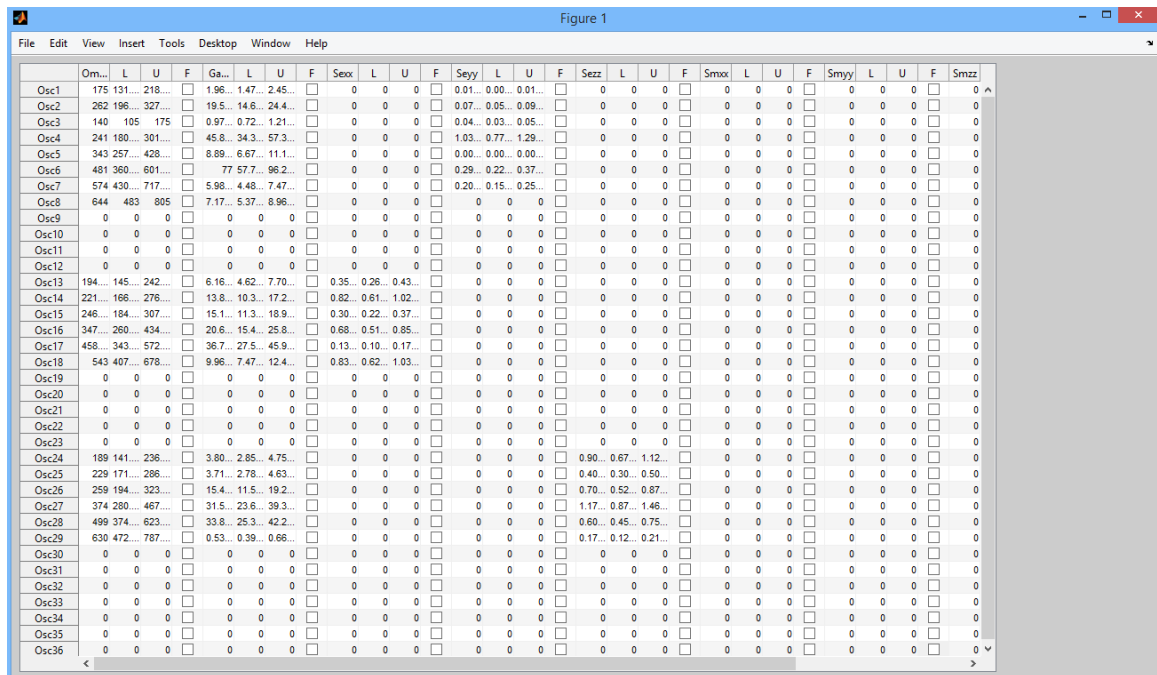 Figure 1
File Edit View Insert Tools Desktop Window Help
Om... L U F Ga... L U F Sexx L U F Seyy L U F Sezz L U F Smxx L U F Smyy L U F Smzz
Osc1 175 131.... 218.... 1.96... 1.47... 2.45... 0 0 0 0.01... 0.00... 0.01... 0 0 0 0 0 0 0 0 0 0
Osc2 262 196.... 327.... 19.5... 14.6... 24.4... 0 0 0 0.07... 0.05... 0.09... 0 0 0 0 0 0 0 0 0 0
Osc3 140 105 175 0.97... 0.72... 1.21... 0 0 0 0.04... 0.03... 0.05... 0 0 0 0 0 0 0 0 0 0
Osc4 241 180.... 301.... 45.8... 34.3... 57.3... 0 0 0 1.03... 0.77... 1.29... 0 0 0 0 0 0 0 0 0 0
Osc5 343 257.... 428.... 8.89... 6.67... 11.1... 0 0 0 0.00... 0.00... 0.00... 0 0 0 0 0 0 0 0 0 0
Osc6 481 360.... 601.... 77 57.7... 96.2... 0 0 0 0.29... 0.22... 0.37... 0 0 0 0 0 0 0 0 0 0
Osc7 574 430.... 717.... 5.98... 4.48... 7.47... 0 0 0 0.20... 0.15... 0.25... 0 0 0 0 0 0 0 0 0 0
Osc8 644 483 805 7.17... 5.37... 8.96... 0 0 0 0 0 0 0 0 0 0 0 0 0 0 0 0
Osc9 0 0 0 0 0 0 0 0 0 0 0 0 0 0 0 0 0 0 0 0 0 0
Osc10 0 0 0 0 0 0 0 0 0 0 0 0 0 0 0 0 0 0 0 0 0 0
Osc11 0 0 0 0 0 0 0 0 0 0 0 0 0 0 0 0 0 0 0 0 0 0
Osc12 0 0 0 0 0 0 0 0 0 0 0 0 0 0 0 0 0 0 0 0 0 0
Osc13 194.... 145.... 242.... 6.16... 4.62... 7.70... 0.35... 0.26... 0.43... 0 0 0 0 0 0 0 0 0 0 0 0 0
Osc14 221.... 166.... 276.... 13.8... 10.3... 17.2... 0.82... 0.61... 1.02... 0 0 0 0 0 0 0 0 0 0 0 0 0
Osc15 246.... 184.... 307.... 15.1... 11.3... 18.9... 0.30... 0.22... 0.37... 0 0 0 0 0 0 0 0 0 0 0 0 0
Osc16 347.... 260.... 434.... 20.6... 15.4... 25.8... 0.68... 0.51... 0.85... 0 0 0 0 0 0 0 0 0 0 0 0 0
Osc17 458.... 343.... 572.... 36.7... 27.5... 45.9... 0.13... 0.10... 0.17... 0 0 0 0 0 0 0 0 0 0 0 0 0
Osc18 543 407.... 678.... 9.96... 7.47... 12.4... 0.83... 0.62... 1.03... 0 0 0 0 0 0 0 0 0 0 0 0 0
Osc19 0 0 0 0 0 0 0 0 0 0 0 0 0 0 0 0 0 0 0 0 0 0
Osc20 0 0 0 0 0 0 0 0 0 0 0 0 0 0 0 0 0 0 0 0 0 0
Osc21 0 0 0 0 0 0 0 0 0 0 0 0 0 0 0 0 0 0 0 0 0 0
Osc22 0 0 0 0 0 0 0 0 0 0 0 0 0 0 0 0 0 0 0 0 0 0
Osc23 0 0 0 0 0 0 0 0 0 0 0 0 0 0 0 0 0 0 0 0 0 0
Osc24 189 141.... 236.... 3.80... 2.85... 4.75... 0 0 0 0 0 0 0.90... 0.67... 1.12... 0 0 0 0 0 0 0
Osc25 229 171.... 286.... 3.71... 2.78... 4.63... 0 0 0 0 0 0 0.40... 0.30... 0.50... 0 0 0 0 0 0 0
Osc26 259 194.... 323.... 15.4... 11.5... 19.2... 0 0 0 0 0 0 0.70... 0.52... 0.87... 0 0 0 0 0 0 0
Osc27 374 280.... 467.... 31.5... 23.6... 39.3... 0 0 0 0 0 0 1.17... 0.87... 1.46... 0 0 0 0 0 0 0
Osc28 499 374.... 623.... 33.8... 25.3... 42.2... 0 0 0 0 0 0 0.60... 0.45... 0.75... 0 0 0 0 0 0 0
Osc29 630 472.... 787.... 0.53... 0.39... 0.66... 0 0 0 0 0 0 0.17... 0.12... 0.21... 0 0 0 0 0 0 0
Osc30 0 0 0 0 0 0 0 0 0 0 0 0 0 0 0 0 0 0 0 0 0 0
Osc31 0 0 0 0 0 0 0 0 0 0 0 0 0 0 0 0 0 0 0 0 0 0
Osc32 0 0 0 0 0 0 0 0 0 0 0 0 0 0 0 0 0 0 0 0 0 0
Osc33 0 0 0 0 0 0 0 0 0 0 0 0 0 0 0 0 0 0 0 0 0 0
Osc34 0 0 0 0 0 0 0 0 0 0 0 0 0 0 0 0 0 0 0 0 0 0
Osc35 0 0 0 0 0 0 0 0 0 0 0 0 0 0 0 0 0 0 0 0 0 0
Osc36 0 0 0 0 0 0 0 0 0 0 0 0 0 0 0 0 0 0 0 0 0 0